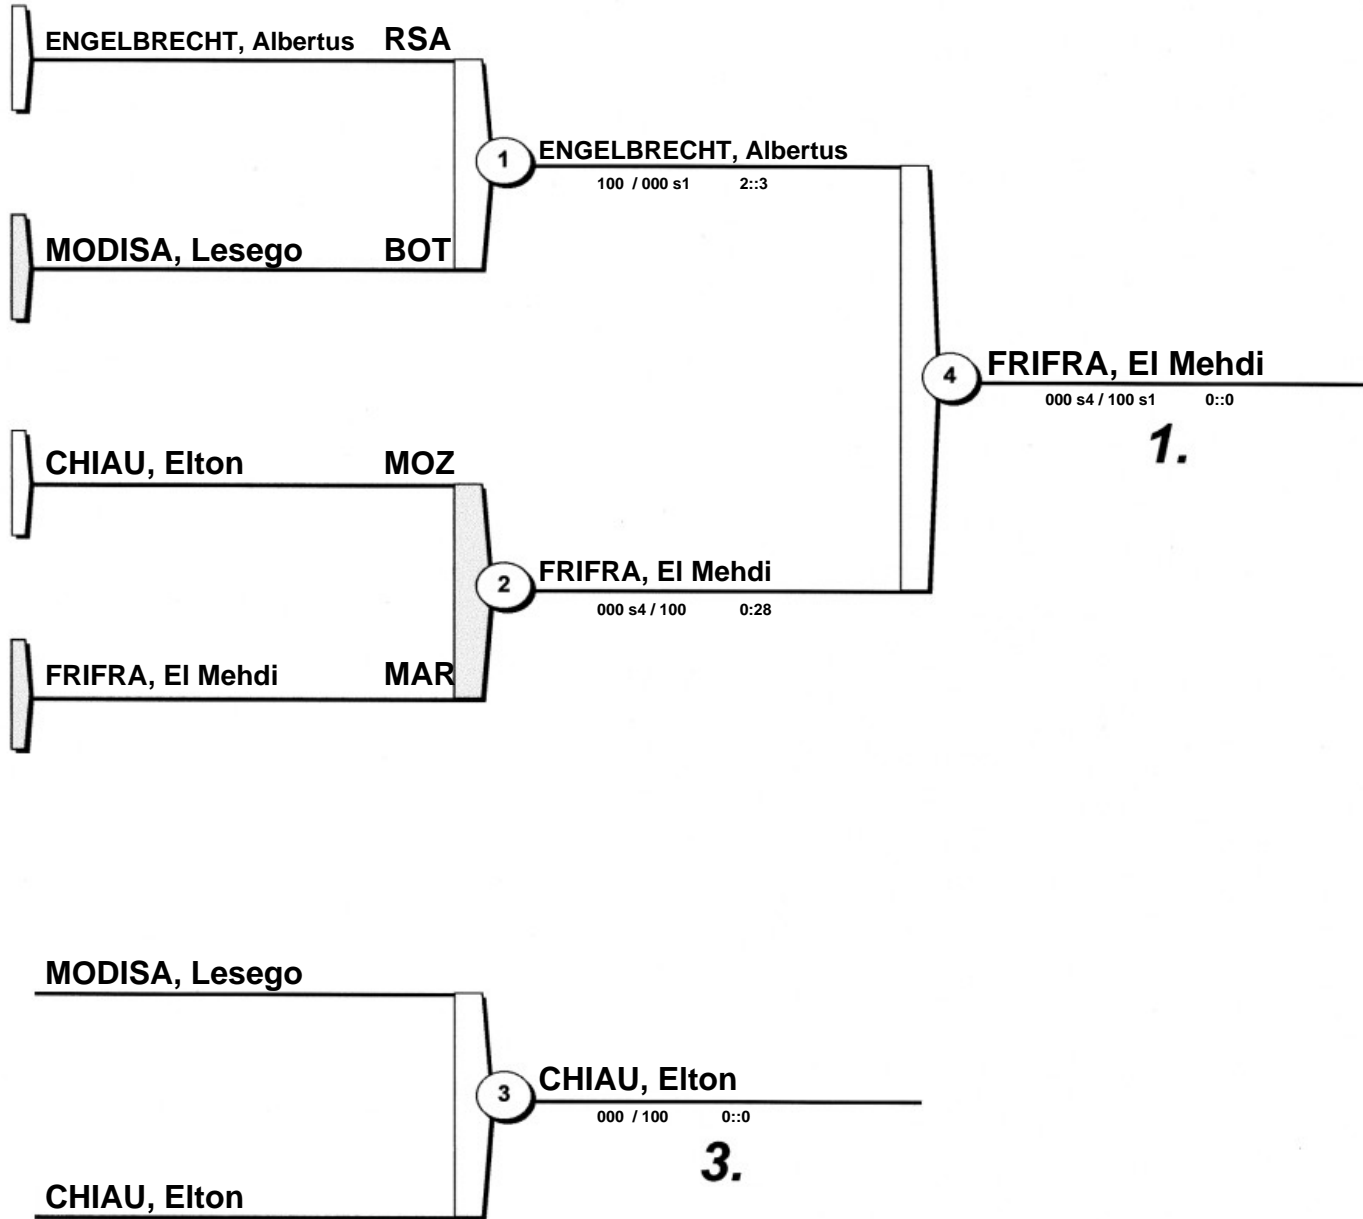 ENGELBRECHT, Albertus RSA
1 ENGELBRECHT, Albertus
100 / 000 s1 2::3
MODISA, Lesego BOT
4 FRIFRA, El Mehdi
000 s4 / 100 s1 0::0
1.
CHIAU, Elton MOZ
2 FRIFRA, El Mehdi
000 s4 / 100 0:28
FRIFRA, El Mehdi MAR
MODISA, Lesego
3 CHIAU, Elton
000 / 100 0::0
3.
CHIAU, Elton